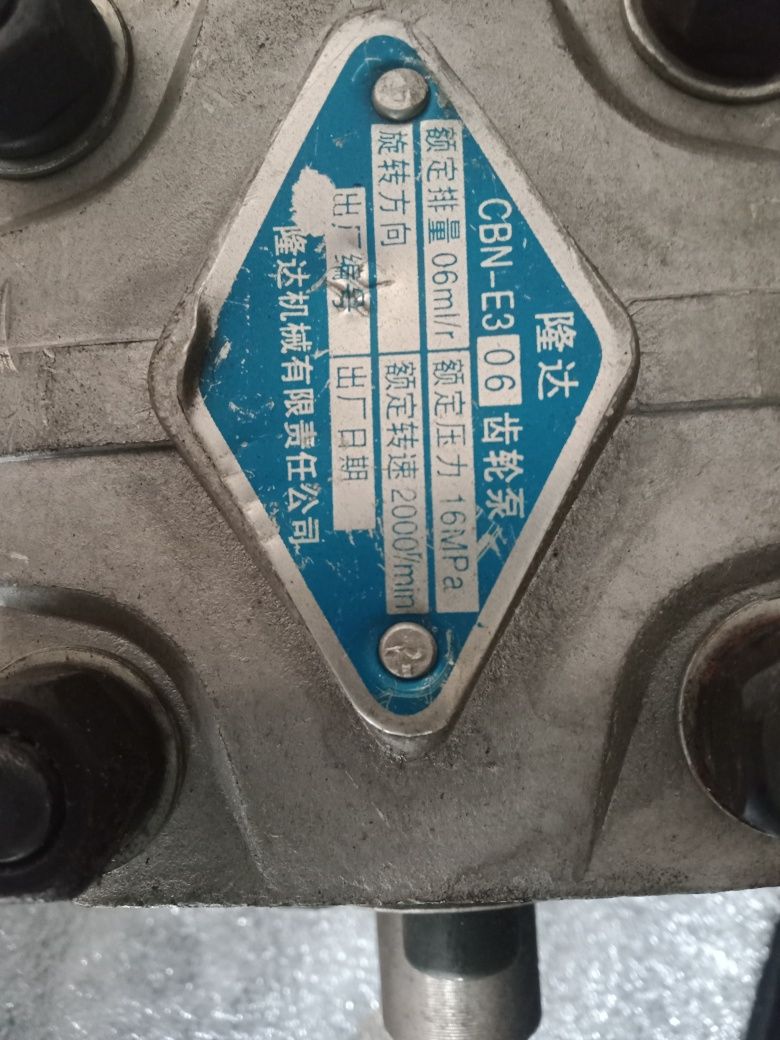 隆达
CBN-E306 齿轮泵
额定排量 06ml/r 额定压力 16MPa
旋转方向 额定转速 2000r/min
出厂编号 出厂日期
隆达机械有限责任公司